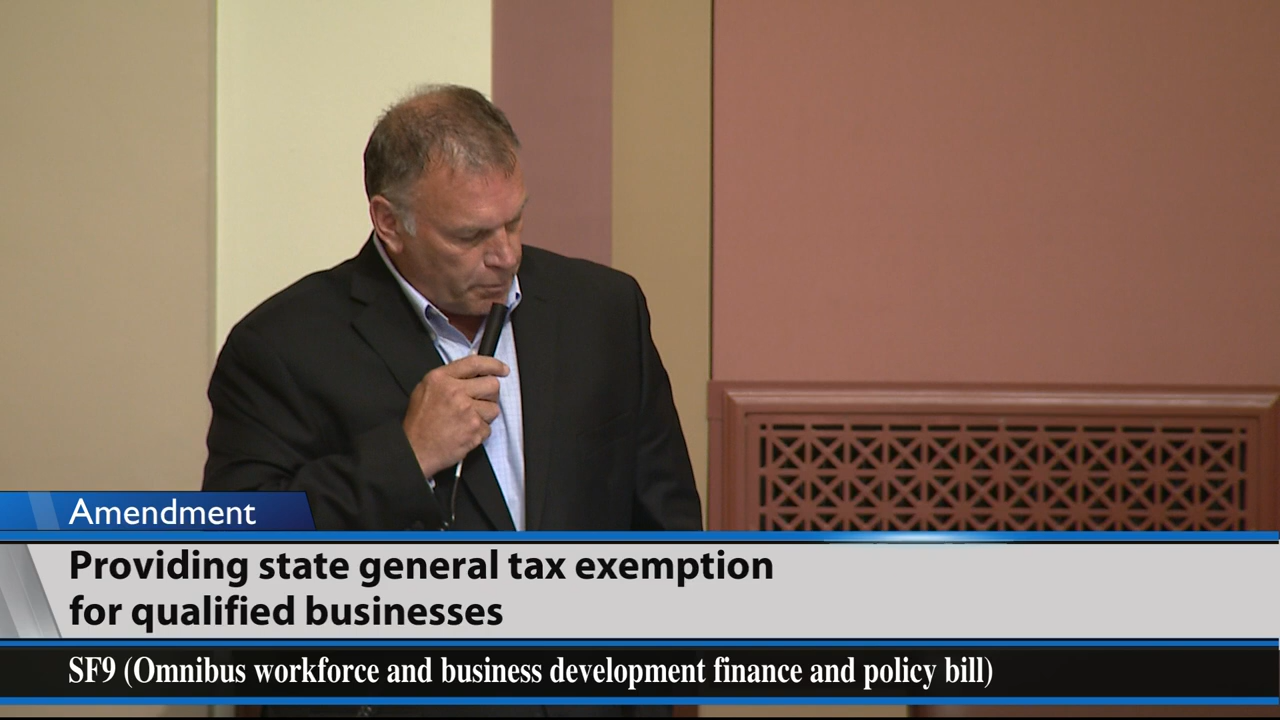 Amendment
Providing state general tax exemption
for qualified businesses
SF9 (Omnibus workforce and business development finance and policy bill)